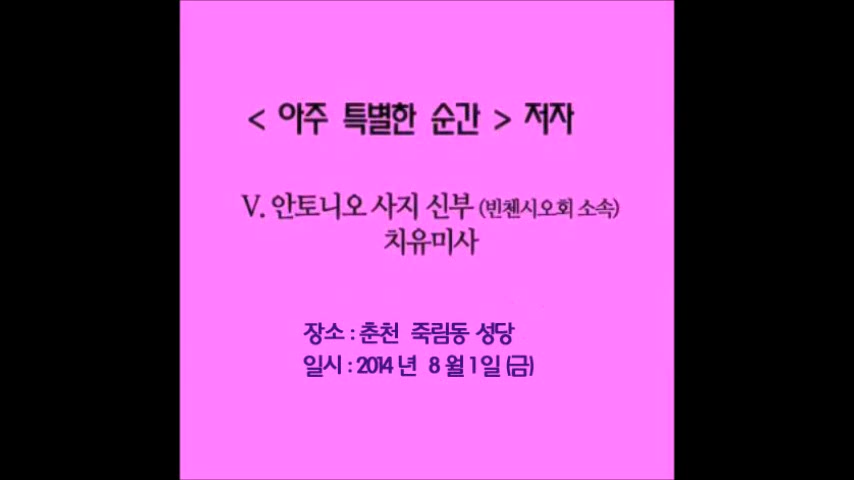 < 아주 특별한 순간 > 저자
V. 안토니오 사지 신부 (빈첸시오회 소속)
치유미사
장소 : 춘천 죽림동 성당
일시 : 2014 년 8 월 1 일 (금)